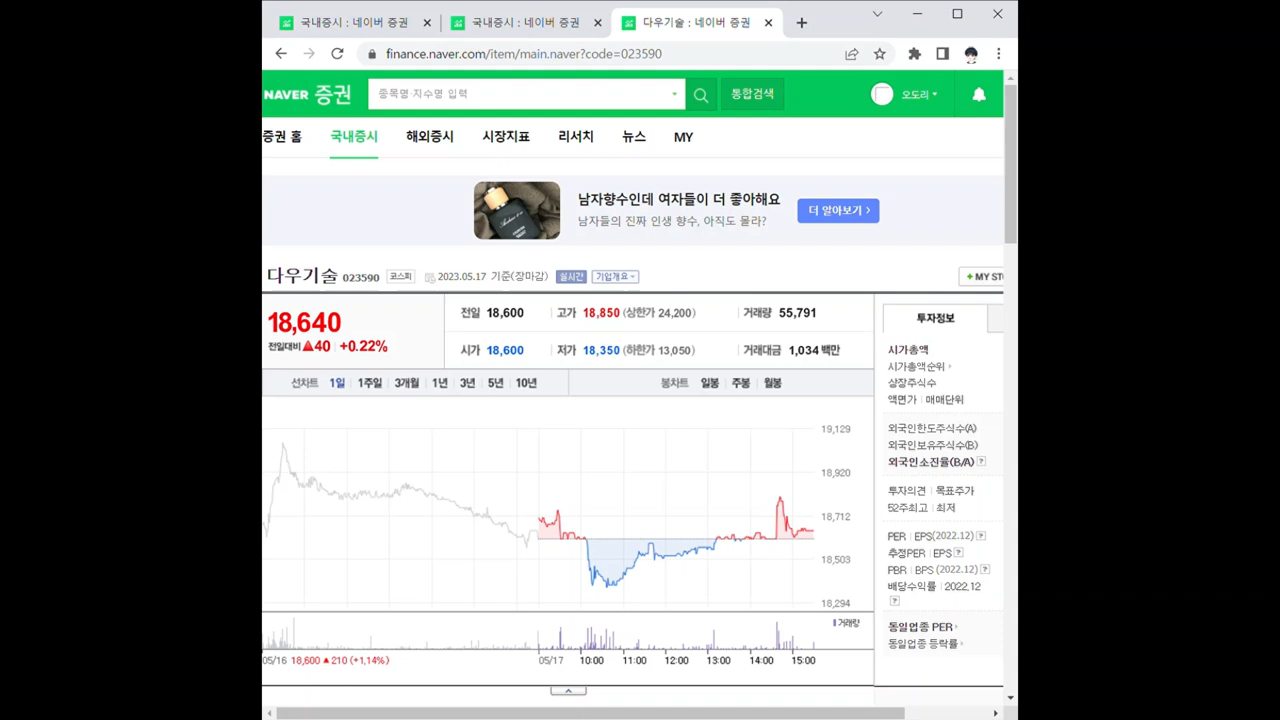 국내증시 : 네이버 증권
국내증시 : 네이버 증권
다우기술 : 네이버 증권
finance.naver.com/item/main.naver?code=023590
NAVER 증권
종목명·지수명 입력
통합검색
오도리
증권 홈 국내증시 해외증시 시장지표 리서치 뉴스 MY
남자향수인데 여자들이 더 좋아해요
남자들의 진짜 인생 향수, 아직도 몰라?
더 알아보기
다우기술 023590 코스피 2023.05.17 기준(장마감) 실시간 기업개요
+ MY ST
18,640
전일대비 ▲40 +0.22%
전일 18,600 고가 18,850 (상한가 24,200) 거래량 55,791
시가 18,600 저가 18,350 (하한가 13,050) 거래대금 1,034 백만
선차트 1일 1주일 3개월 1년 3년 5년 10년 봉차트 일봉 주봉 월봉
19,129
18,920
18,712
18,503
18,294
거래량
05/16 18,600 ▲210 (+1,14%)
05/17 10:00 11:00 12:00 13:00 14:00 15:00
투자정보
시가총액
시가총액순위
상장주식수
액면가 | 매매단위
외국인한도주식수(A)
외국인보유주식수(B)
외국인소진율(B/A) ?
투자의견 | 목표주가
52주최고 | 최저
PER | EPS(2022.12) ?
추정PER | EPS ?
PBR | BPS (2022.12) ?
배당수익률 | 2022.12
?
동일업종 PER
동일업종 등락률